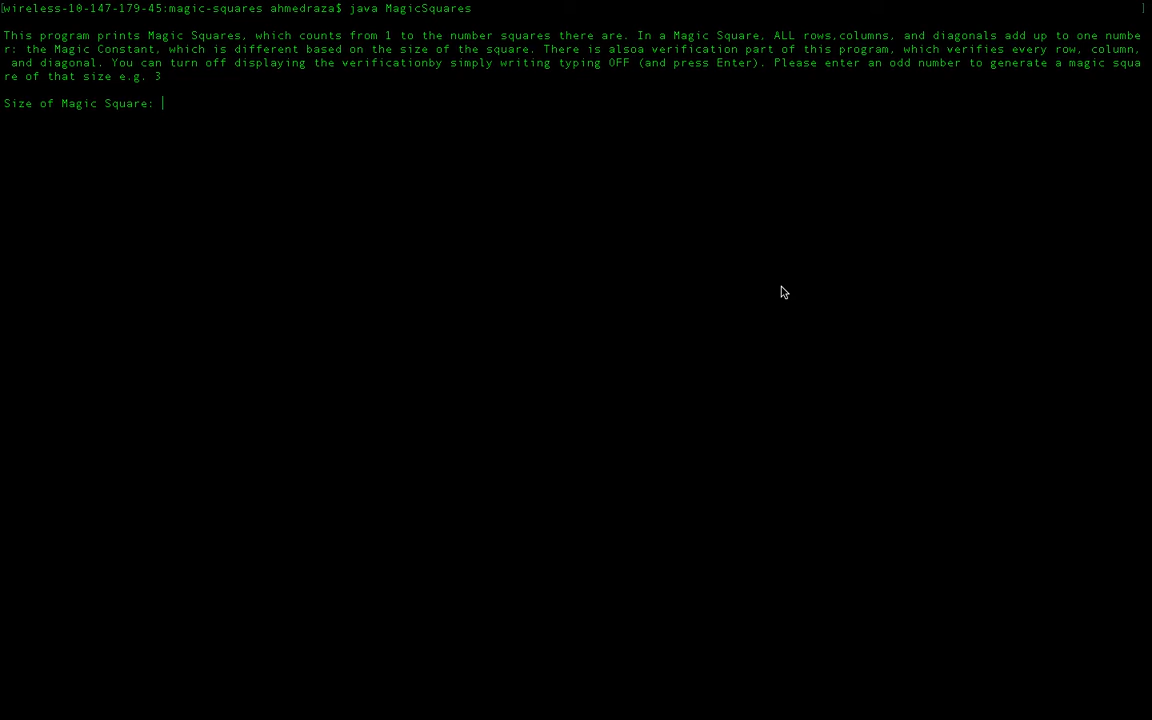 [wireless-10-147-179-45:magic-squares ahmedraza$ java MagicSquares ]
This program prints Magic Squares, which counts from 1 to the number squares there are. In a Magic Square, ALL rows,columns, and diagonals add up to one numbe
r: the Magic Constant, which is different based on the size of the square. There is alsoa verification part of this program, which verifies every row, column,
 and diagonal. You can turn off displaying the verificationby simply writing typing OFF (and press Enter). Please enter an odd number to generate a magic squa
re of that size e.g. 3
Size of Magic Square: